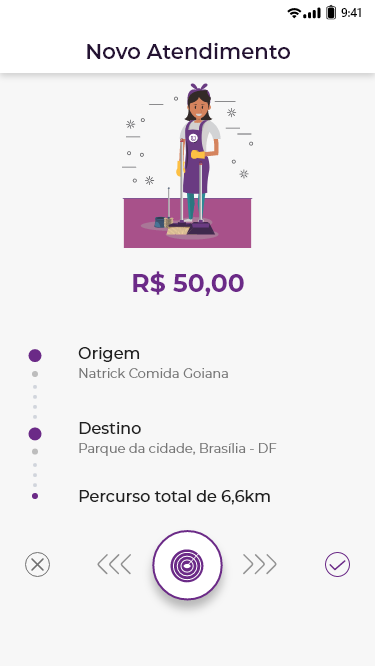 9:41
Novo Atendimento
R$ 50,00
Origem
Natrick Comida Goiana
Destino
Parque da cidade, Brasília - DF
Percurso total de 6,6km